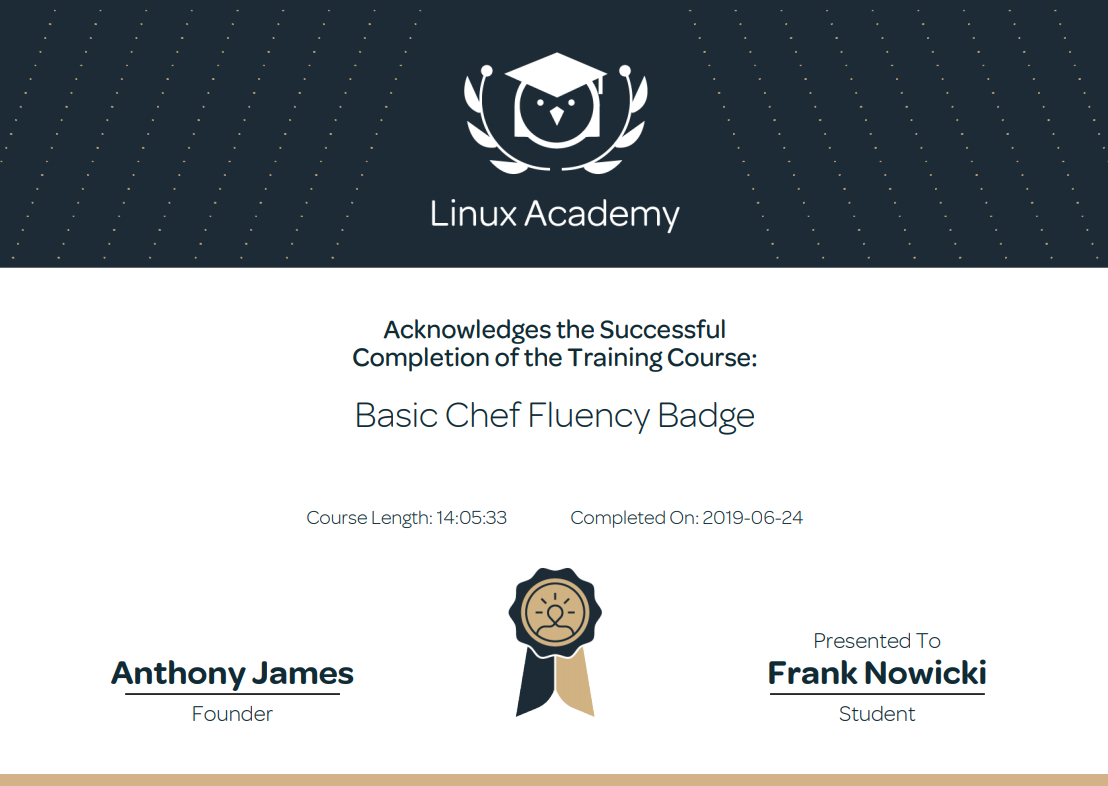 Linux Academy
Acknowledges the Successful
Completion of the Training Course:
Basic Chef Fluency Badge
Course Length: 14:05:33
Completed On: 2019-06-24
Anthony James
Founder
Presented To
Frank Nowicki
Student